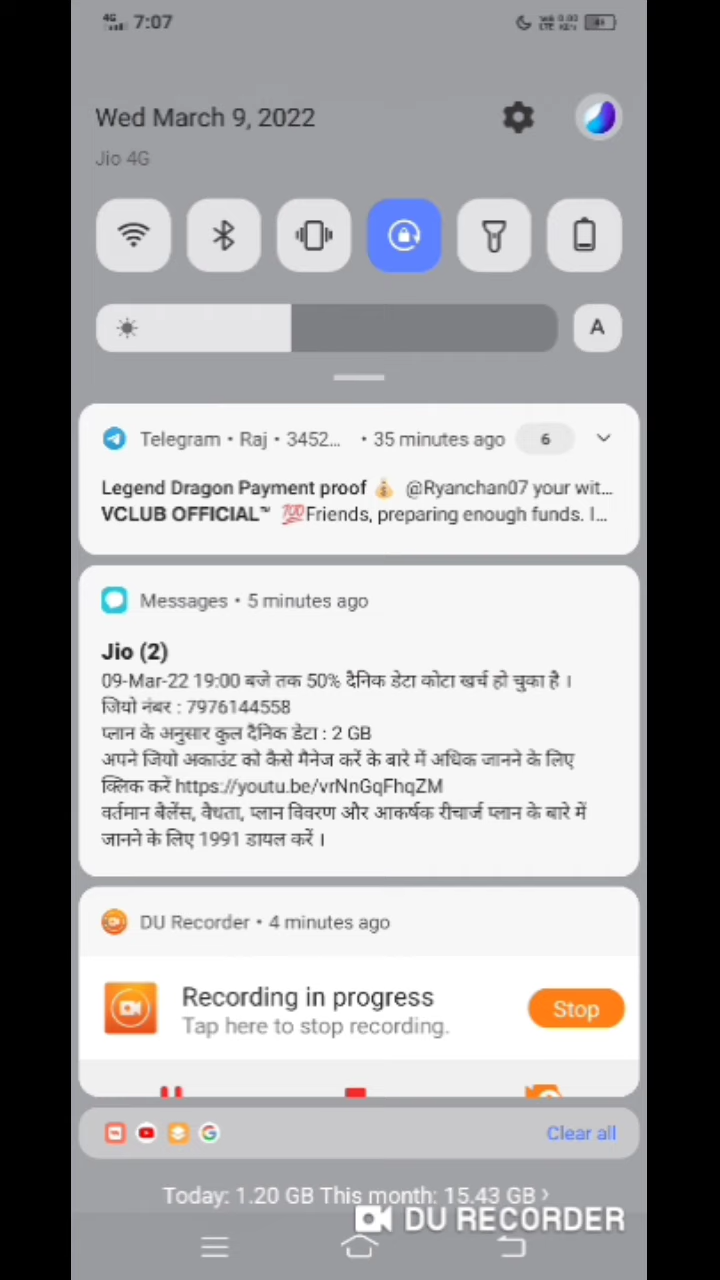 4G 7:07
Wed March 9, 2022
Jio 4G
A
Telegram • Raj • 3452... • 35 minutes ago 6
Legend Dragon Payment proof 💰 @Ryanchan07 your wit...
VCLUB OFFICIAL™ 💯Friends, preparing enough funds. I...
Messages • 5 minutes ago
Jio (2)
09-Mar-22 19:00 बजे तक 50% दैनिक डेटा कोटा खर्च हो चुका है ।
जियो नंबर : 7976144558
प्लान के अनुसार कुल दैनिक डेटा : 2 GB
अपने जियो अकाउंट को कैसे मैनेज करें के बारे में अधिक जानने के लिए
क्लिक करें https://youtu.be/vrNnGqFhqZM
वर्तमान बैलेंस, वैधता, प्लान विवरण और आकर्षक रीचार्ज प्लान के बारे में
जानने के लिए 1991 डायल करें ।
DU Recorder • 4 minutes ago
Recording in progress
Stop
Tap here to stop recording.
Clear all
Today: 1.20 GB This month: 15.43 GB ›
DU RECORDER